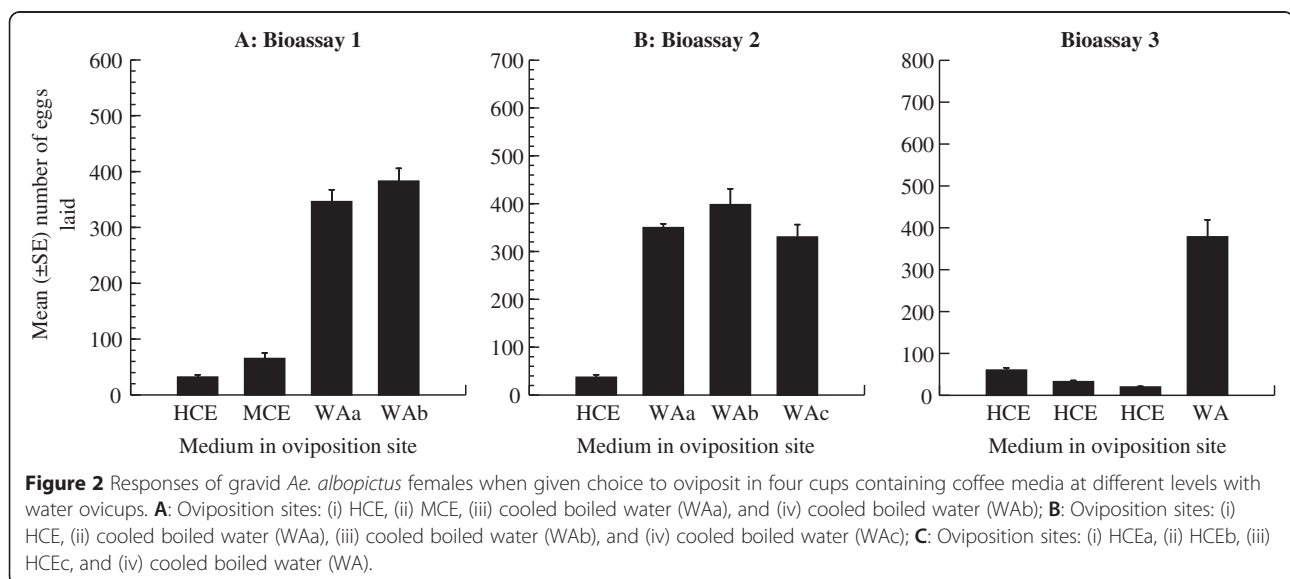 A: Bioassay 1
600
500
400
300
200
100
0
Mean (±SE) number of eggs
laid
HCE MCE WAa WAb
Medium in oviposition site
B: Bioassay 2
700
600
500
400
300
200
100
0
HCE WAa WAb WAc
Medium in oviposition site
Bioassay 3
800
700
600
500
400
300
200
100
0
HCE HCE HCE WA
Medium in oviposition site
Figure 2 Responses of gravid Ae. albopictus females when given choice to oviposit in four cups containing coffee media at different levels with
water ovicups. A: Oviposition sites: (i) HCE, (ii) MCE, (iii) cooled boiled water (WAa), and (iv) cooled boiled water (WAb); B: Oviposition sites: (i)
HCE, (ii) cooled boiled water (WAa), (iii) cooled boiled water (WAb), and (iv) cooled boiled water (WAc); C: Oviposition sites: (i) HCEa, (ii) HCEb, (iii)
HCEc, and (iv) cooled boiled water (WA).